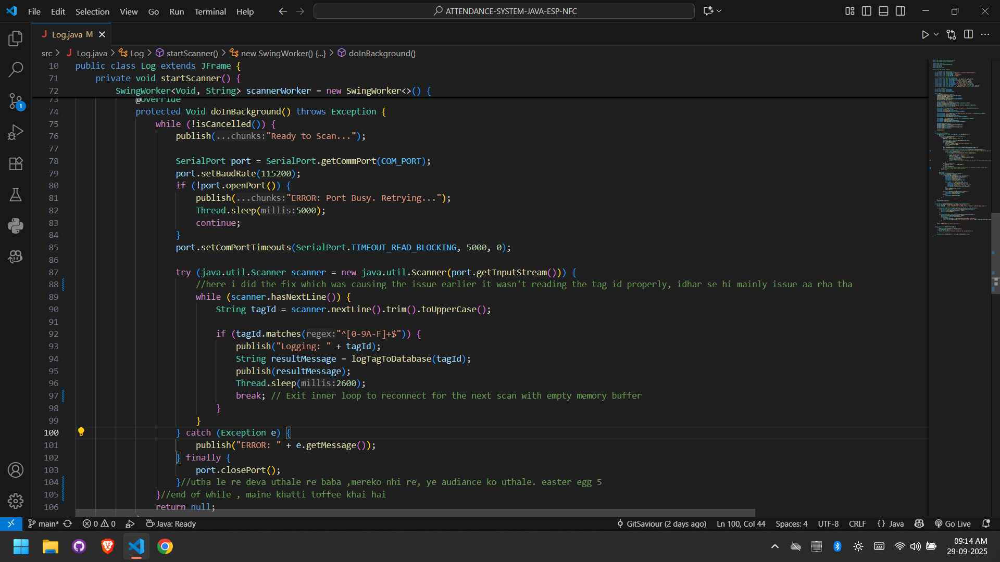 File Edit Selection View Go Run Terminal Help
ATTENDANCE-SYSTEM-JAVA-ESP-NFC
J Log.java M
src > J Log.java > Log > startScanner() > new SwingWorker() {...} > doInBackground()
10 public class Log extends JFrame {
71 private void startScanner() {
72 SwingWorker<Void, String> scannerWorker = new SwingWorker<>() {
73 @Override
74 protected Void doInBackground() throws Exception {
75 while (!isCancelled()) {
76 publish(...chunks:"Ready to Scan...");
77
78 SerialPort port = SerialPort.getCommPort(COM_PORT);
79 port.setBaudRate(115200);
80 if (!port.openPort()) {
81 publish(...chunks:"ERROR: Port Busy. Retrying...");
82 Thread.sleep(millis:5000);
83 continue;
84 }
85 port.setComPortTimeouts(SerialPort.TIMEOUT_READ_BLOCKING, 5000, 0);
86
87 try (java.util.Scanner scanner = new java.util.Scanner(port.getInputStream())) {
88 //here i did the fix which was causing the issue earlier it wasn't reading the tag id properly, idhar se hi mainly issue aa rha tha
89 while (scanner.hasNextLine()) {
90 String tagId = scanner.nextLine().trim().toUpperCase();
91
92 if (tagId.matches(regex:"^[0-9A-F]+$")) {
93 publish("Logging: " + tagId);
94 String resultMessage = logTagToDatabase(tagId);
95 publish(resultMessage);
96 Thread.sleep(millis:2600);
97 break; // Exit inner loop to reconnect for the next scan with empty memory buffer
98 }
99 }
100 } catch (Exception e) {
101 publish("ERROR: " + e.getMessage());
102 } finally {
103 port.closePort();
104 }//utha le re deva uthale re baba ,mereko nhi re, ye audiance ko uthale. easter egg 5
105 }//end of while , maine khatti toffee khai hai
106 return null;
1
main* 0 0 Java: Ready GitSaviour (2 days ago) Ln 100, Col 44 Spaces: 4 UTF-8 CRLF {} Java Go Live
09:14 AM
29-09-2025